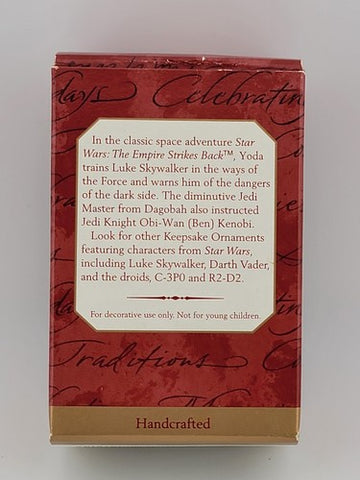 days Celebratin
In the classic space adventure Star
Wars: The Empire Strikes Back™, Yoda
trains Luke Skywalker in the ways of
the Force and warns him of the dangers
of the dark side. The diminutive Jedi
Master from Dagobah also instructed
Jedi Knight Obi-Wan (Ben) Kenobi.
Look for other Keepsake Ornaments
featuring characters from Star Wars,
including Luke Skywalker, Darth Vader,
and the droids, C-3P0 and R2-D2.
For decorative use only. Not for young children.
Traditions
Handcrafted